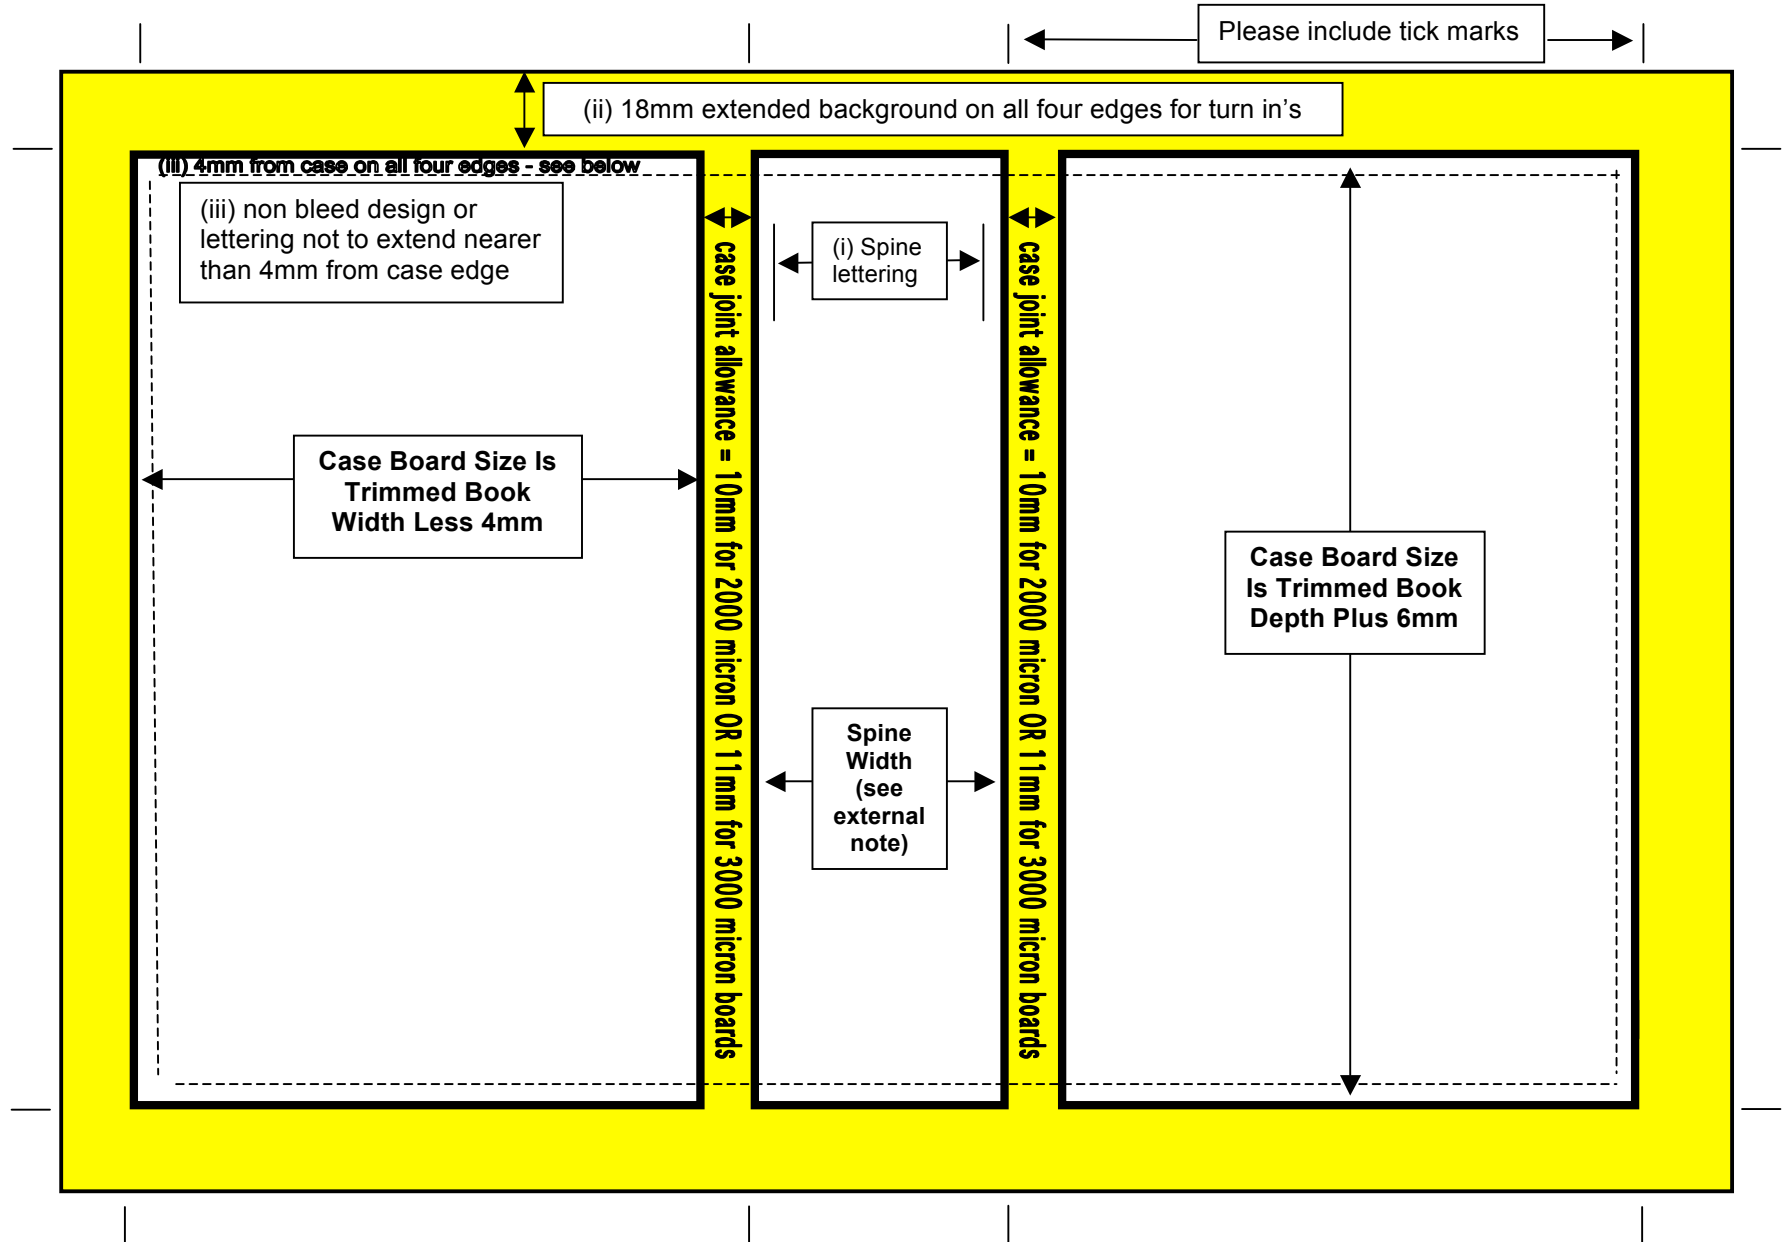 Please include tick marks
(ii) 18mm extended background on all four edges for turn in’s
(iii) 4mm from case on all four edges - see below
(iii) non bleed design or
lettering not to extend nearer
than 4mm from case edge
(i) Spine
lettering
case joint allowance = 10mm for 2000 micron OR 11mm for 3000 micron boards
case joint allowance = 10mm for 2000 micron OR 11mm for 3000 micron boards
Case Board Size Is
Trimmed Book
Width Less 4mm
Case Board Size
Is Trimmed Book
Depth Plus 6mm
Spine
Width
(see
external
note)